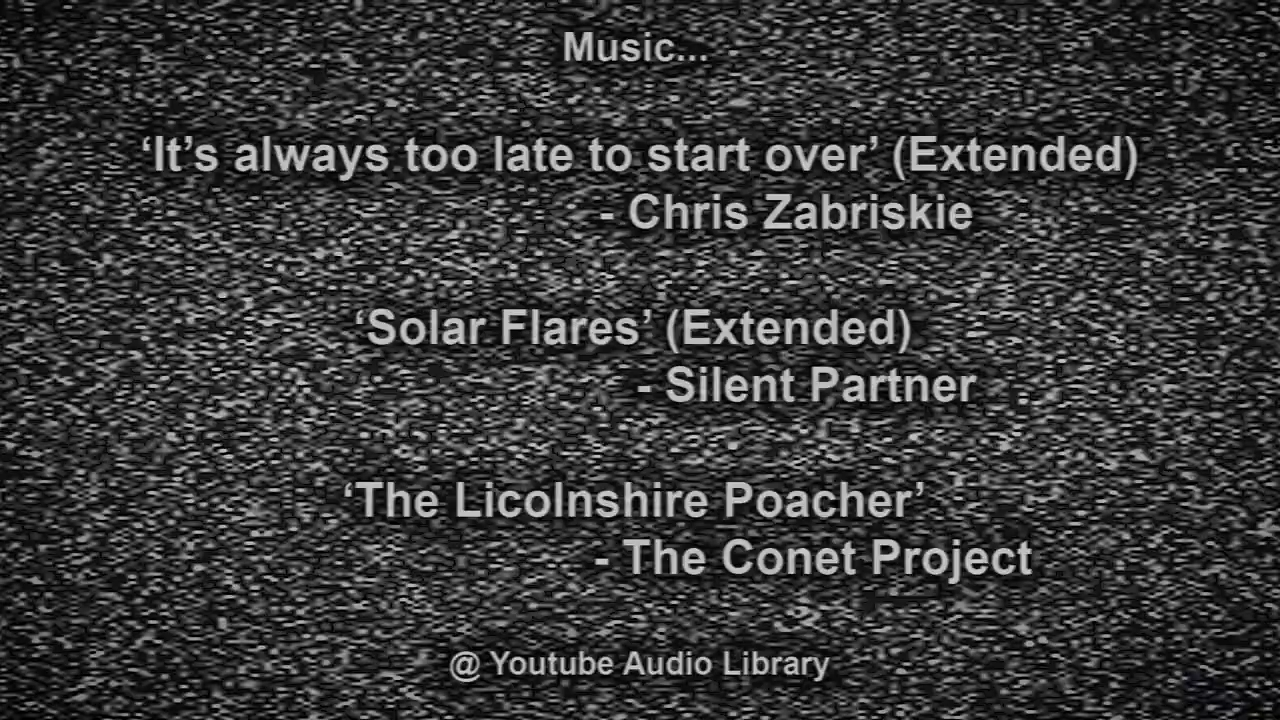 Music...
‘It’s always too late to start over’ (Extended)
- Chris Zabriskie
‘Solar Flares’ (Extended)
- Silent Partner
‘The Licolnshire Poacher’
- The Conet Project
@ Youtube Audio Library